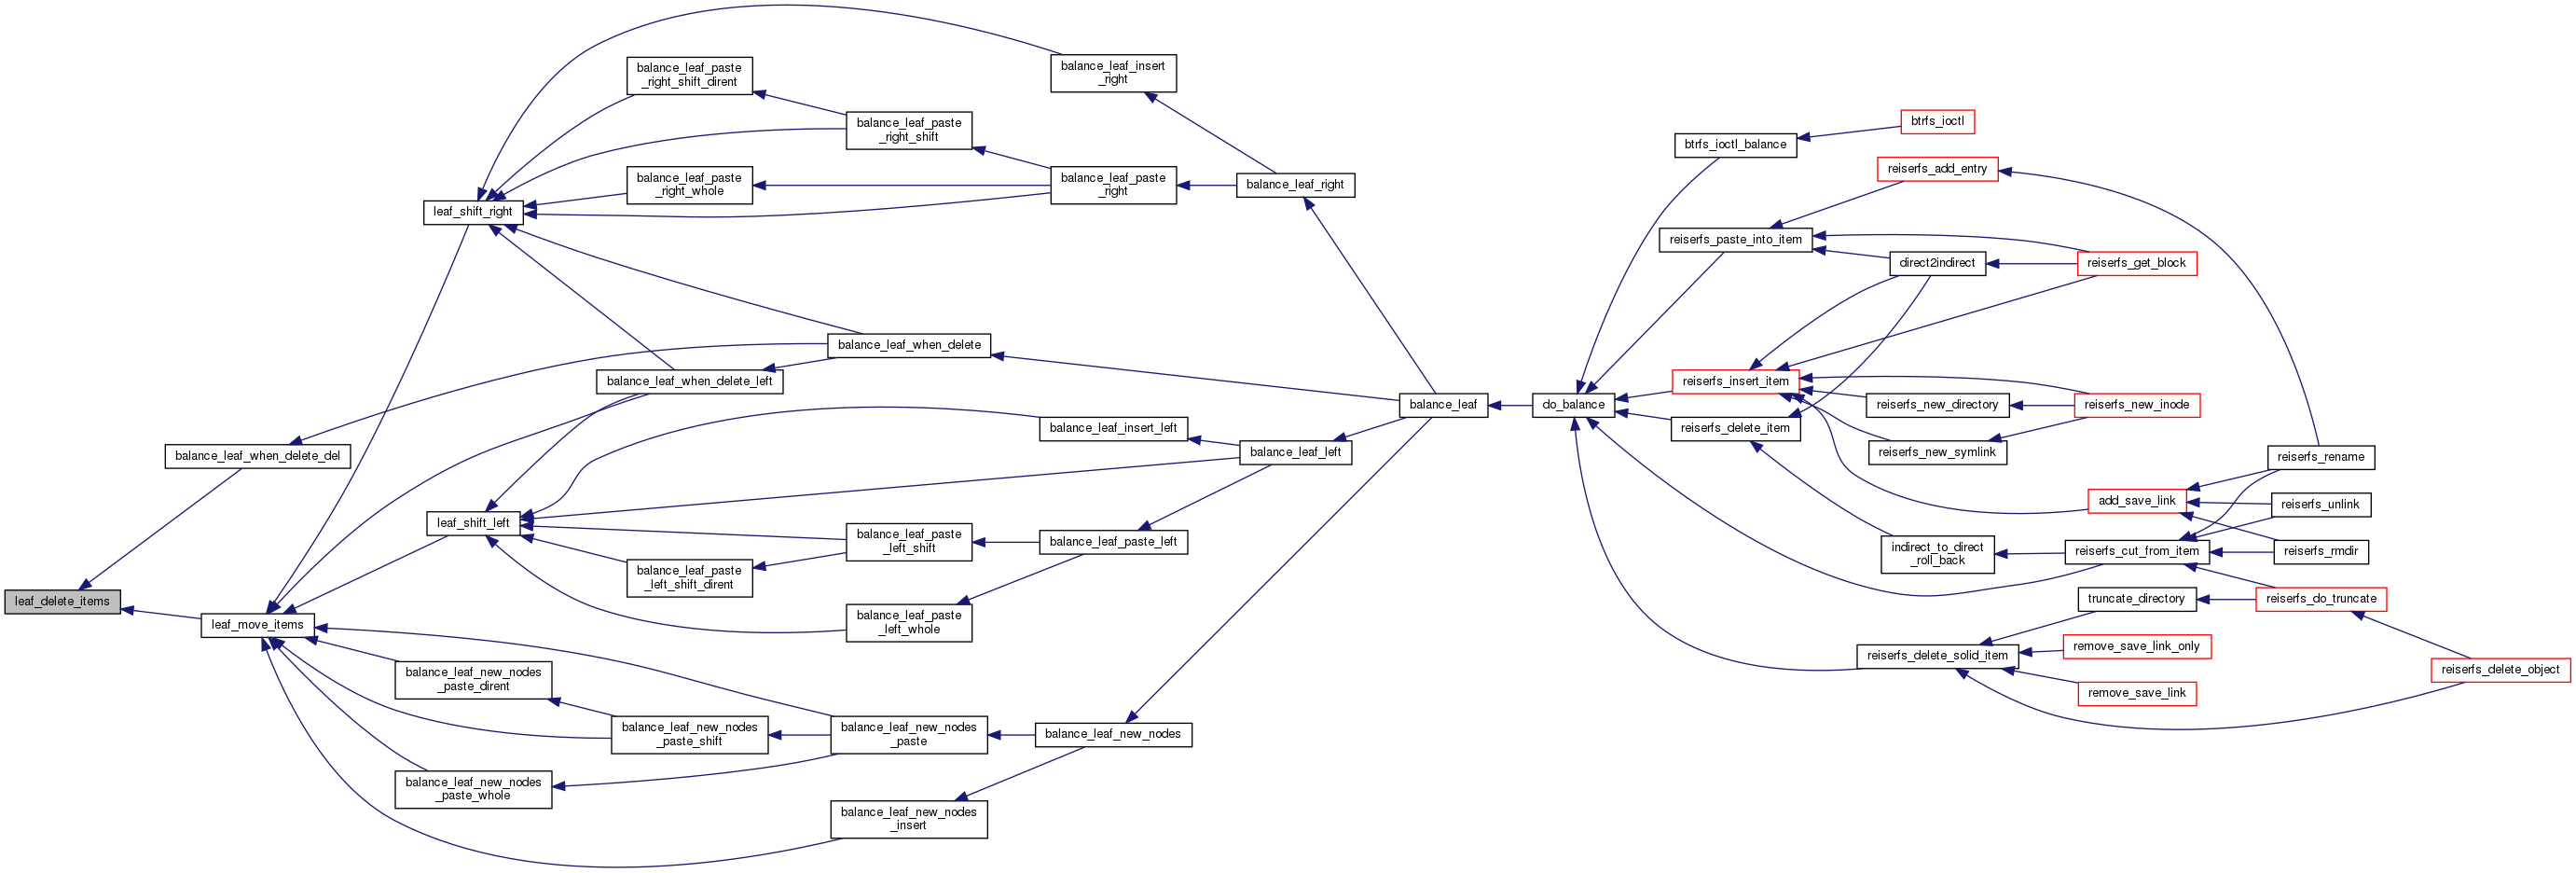 leaf_delete_items
balance_leaf_when_delete_del
leaf_move_items
leaf_shift_right
leaf_shift_left
balance_leaf_new_nodes
_paste_dirent
balance_leaf_new_nodes
_paste_whole
balance_leaf_paste
_right_shift_dirent
balance_leaf_paste
_right_whole
balance_leaf_when_delete_left
balance_leaf_paste
_left_shift_dirent
balance_leaf_new_nodes
_paste_shift
balance_leaf_paste
_right_shift
balance_leaf_when_delete
balance_leaf_paste
_left_shift
balance_leaf_paste
_left_whole
balance_leaf_new_nodes
_paste
balance_leaf_new_nodes
_insert
balance_leaf_insert
_right
balance_leaf_paste
_right
balance_leaf_insert_left
balance_leaf_paste_left
balance_leaf_new_nodes
balance_leaf_right
balance_leaf_left
balance_leaf
do_balance
btrfs_ioctl_balance
reiserfs_paste_into_item
reiserfs_insert_item
reiserfs_delete_item
btrfs_ioctl
reiserfs_add_entry
direct2indirect
reiserfs_new_directory
reiserfs_new_symlink
indirect_to_direct
_roll_back
reiserfs_delete_solid_item
reiserfs_get_block
reiserfs_new_inode
add_save_link
reiserfs_cut_from_item
truncate_directory
remove_save_link_only
remove_save_link
reiserfs_rename
reiserfs_unlink
reiserfs_rmdir
reiserfs_do_truncate
reiserfs_delete_object